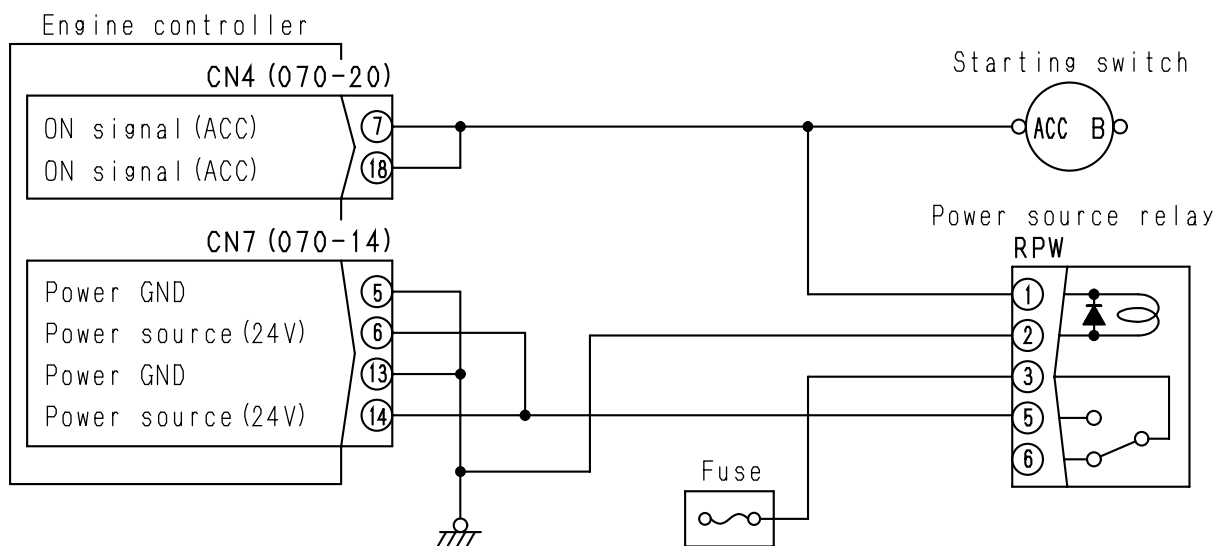 Engine controller
CN4 (070-20)
ON signal (ACC)
7
ON signal (ACC)
18
Starting switch
ACC B
CN7 (070-14)
Power GND
5
Power source (24V)
6
Power GND
13
Power source (24V)
14
Power source relay
RPW
1
2
3
5
6
Fuse